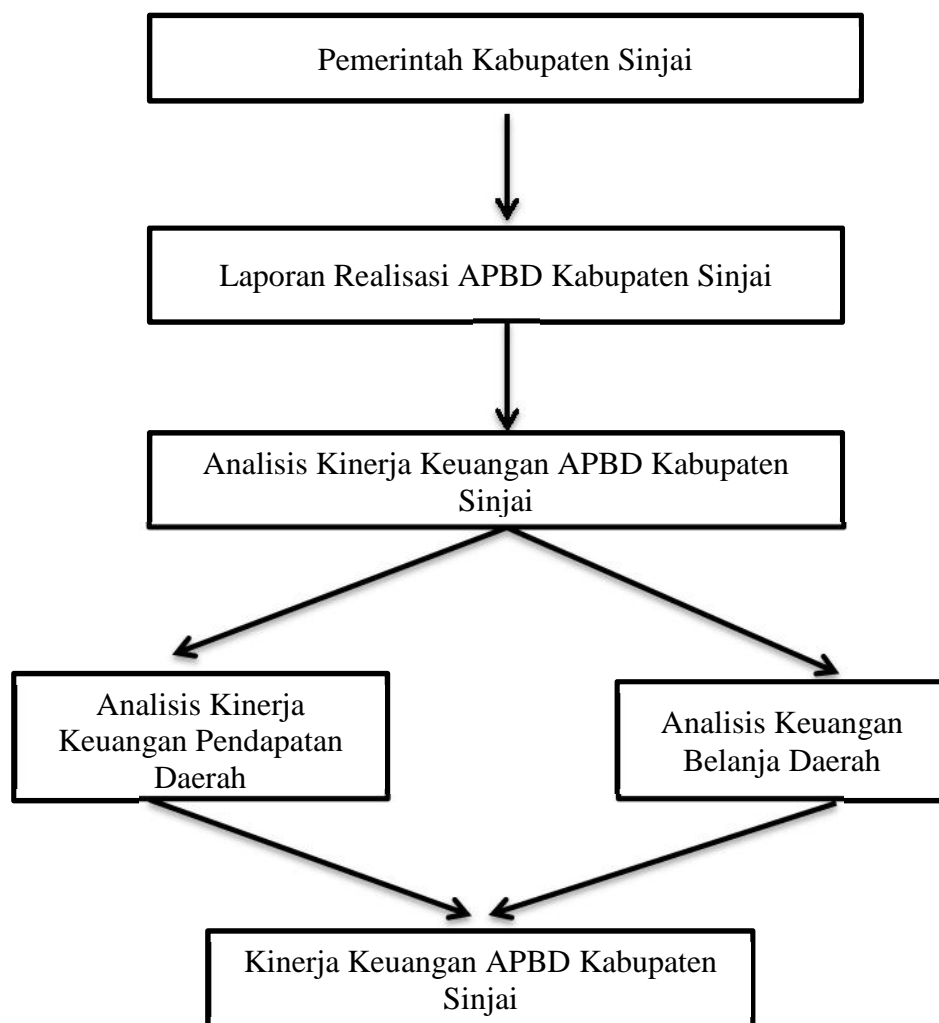 Pemerintah Kabupaten Sinjai
Laporan Realisasi APBD Kabupaten Sinjai
Analisis Kinerja Keuangan APBD Kabupaten
Sinjai
Analisis Kinerja
Keuangan Pendapatan
Daerah
Analisis Keuangan
Belanja Daerah
Kinerja Keuangan APBD Kabupaten
Sinjai